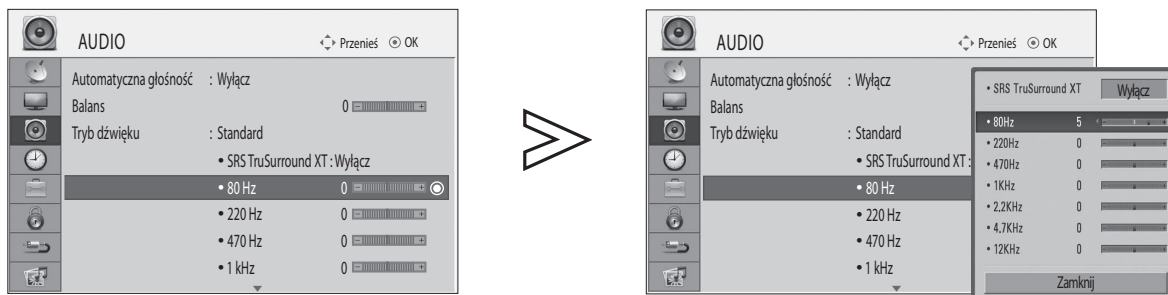 AUDIO
Przenieś OK
Automatyczna głośność : Wyłącz
Balans 0 - +
Tryb dźwięku : Standard
• SRS TruSurround XT : Wyłącz
• 80 Hz 0 - +
• 220 Hz 0 - +
• 470 Hz 0 - +
• 1 kHz 0 - +
AUDIO
Przenieś OK
Automatyczna głośność : Wyłącz
Balans
Tryb dźwięku : Standard
• SRS TruSurround XT :
• 80 Hz
• 220 Hz
• 470 Hz
• 1 kHz
• SRS TruSurround XT Wyłącz
• 80Hz 5
• 220Hz 0
• 470Hz 0
• 1KHz 0
• 2,2KHz 0
• 4,7KHz 0
• 12KHz 0
Zamknij